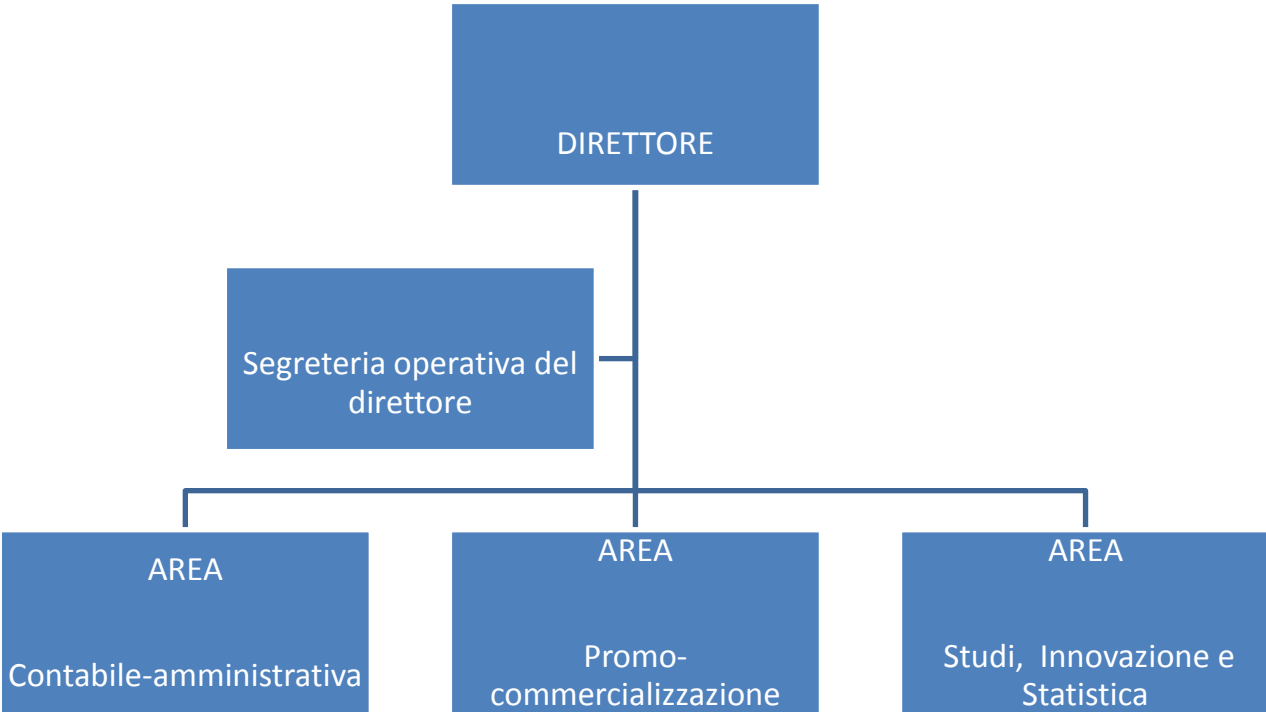 DIRETTORE
Segreteria operativa del
direttore
AREA
Contabile-amministrativa
AREA
Promo-
commercializzazione
AREA
Studi,  Innovazione e
Statistica